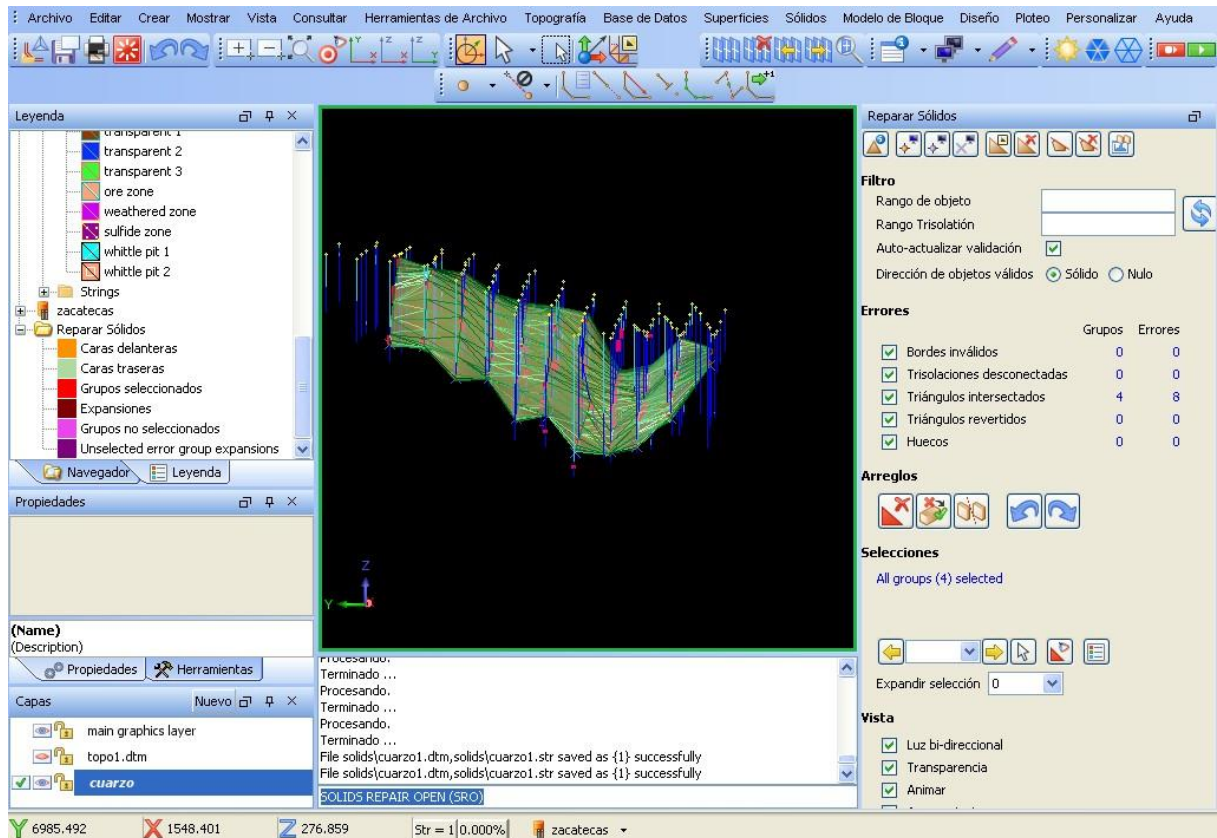 Archivo Editar Crear Mostrar Vista Consultar Herramientas de Archivo Topografía Base de Datos Superficies Sólidos Modelo de Bloque Diseño Ploteo Personalizar Ayuda
Leyenda
transparent 1
transparent 2
transparent 3
ore zone
weathered zone
sulfide zone
whittle pit 1
whittle pit 2
Strings
zacatecas
Reparar Sólidos
Caras delanteras
Caras traseras
Grupos seleccionados
Expansiones
Grupos no seleccionados
Unselected error group expansions
Navegador Leyenda
Propiedades
(Name)
(Description)
Propiedades Herramientas
Capas Nuevo
main graphics layer
topo1.dtm
cuarzo
Z
Y
Procesando.
Terminado ...
Procesando.
Terminado ...
Procesando.
Terminado ...
File solids\cuarzo1.dtm,solids\cuarzo1.str saved as {1} successfully
File solids\cuarzo1.dtm,solids\cuarzo1.str saved as {1} successfully
SOLIDS REPAIR OPEN (SRO)
Reparar Sólidos
Filtro
Rango de objeto
Rango Trisolatión
Auto-actualizar validación
Dirección de objetos válidos Sólido Nulo
Errores
Grupos Errores
Bordes inválidos 0 0
Trisolaciones desconectadas 0 0
Triángulos intersectados 4 8
Triángulos revertidos 0 0
Huecos 0 0
Arreglos
Selecciones
All groups (4) selected
Expandir selección 0
Vista
Luz bi-direccional
Transparencia
Animar
Y 6985.492 X 1548.401 Z 276.859 Str = 1 0.000% zacatecas